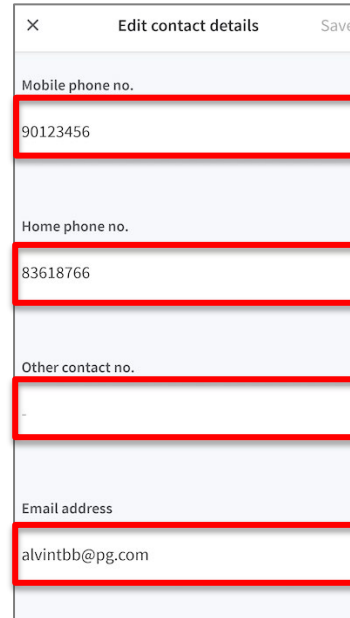 × Edit contact details Save
Mobile phone no.
90123456
Home phone no.
83618766
Other contact no.
-
Email address
alvintbb@pg.com